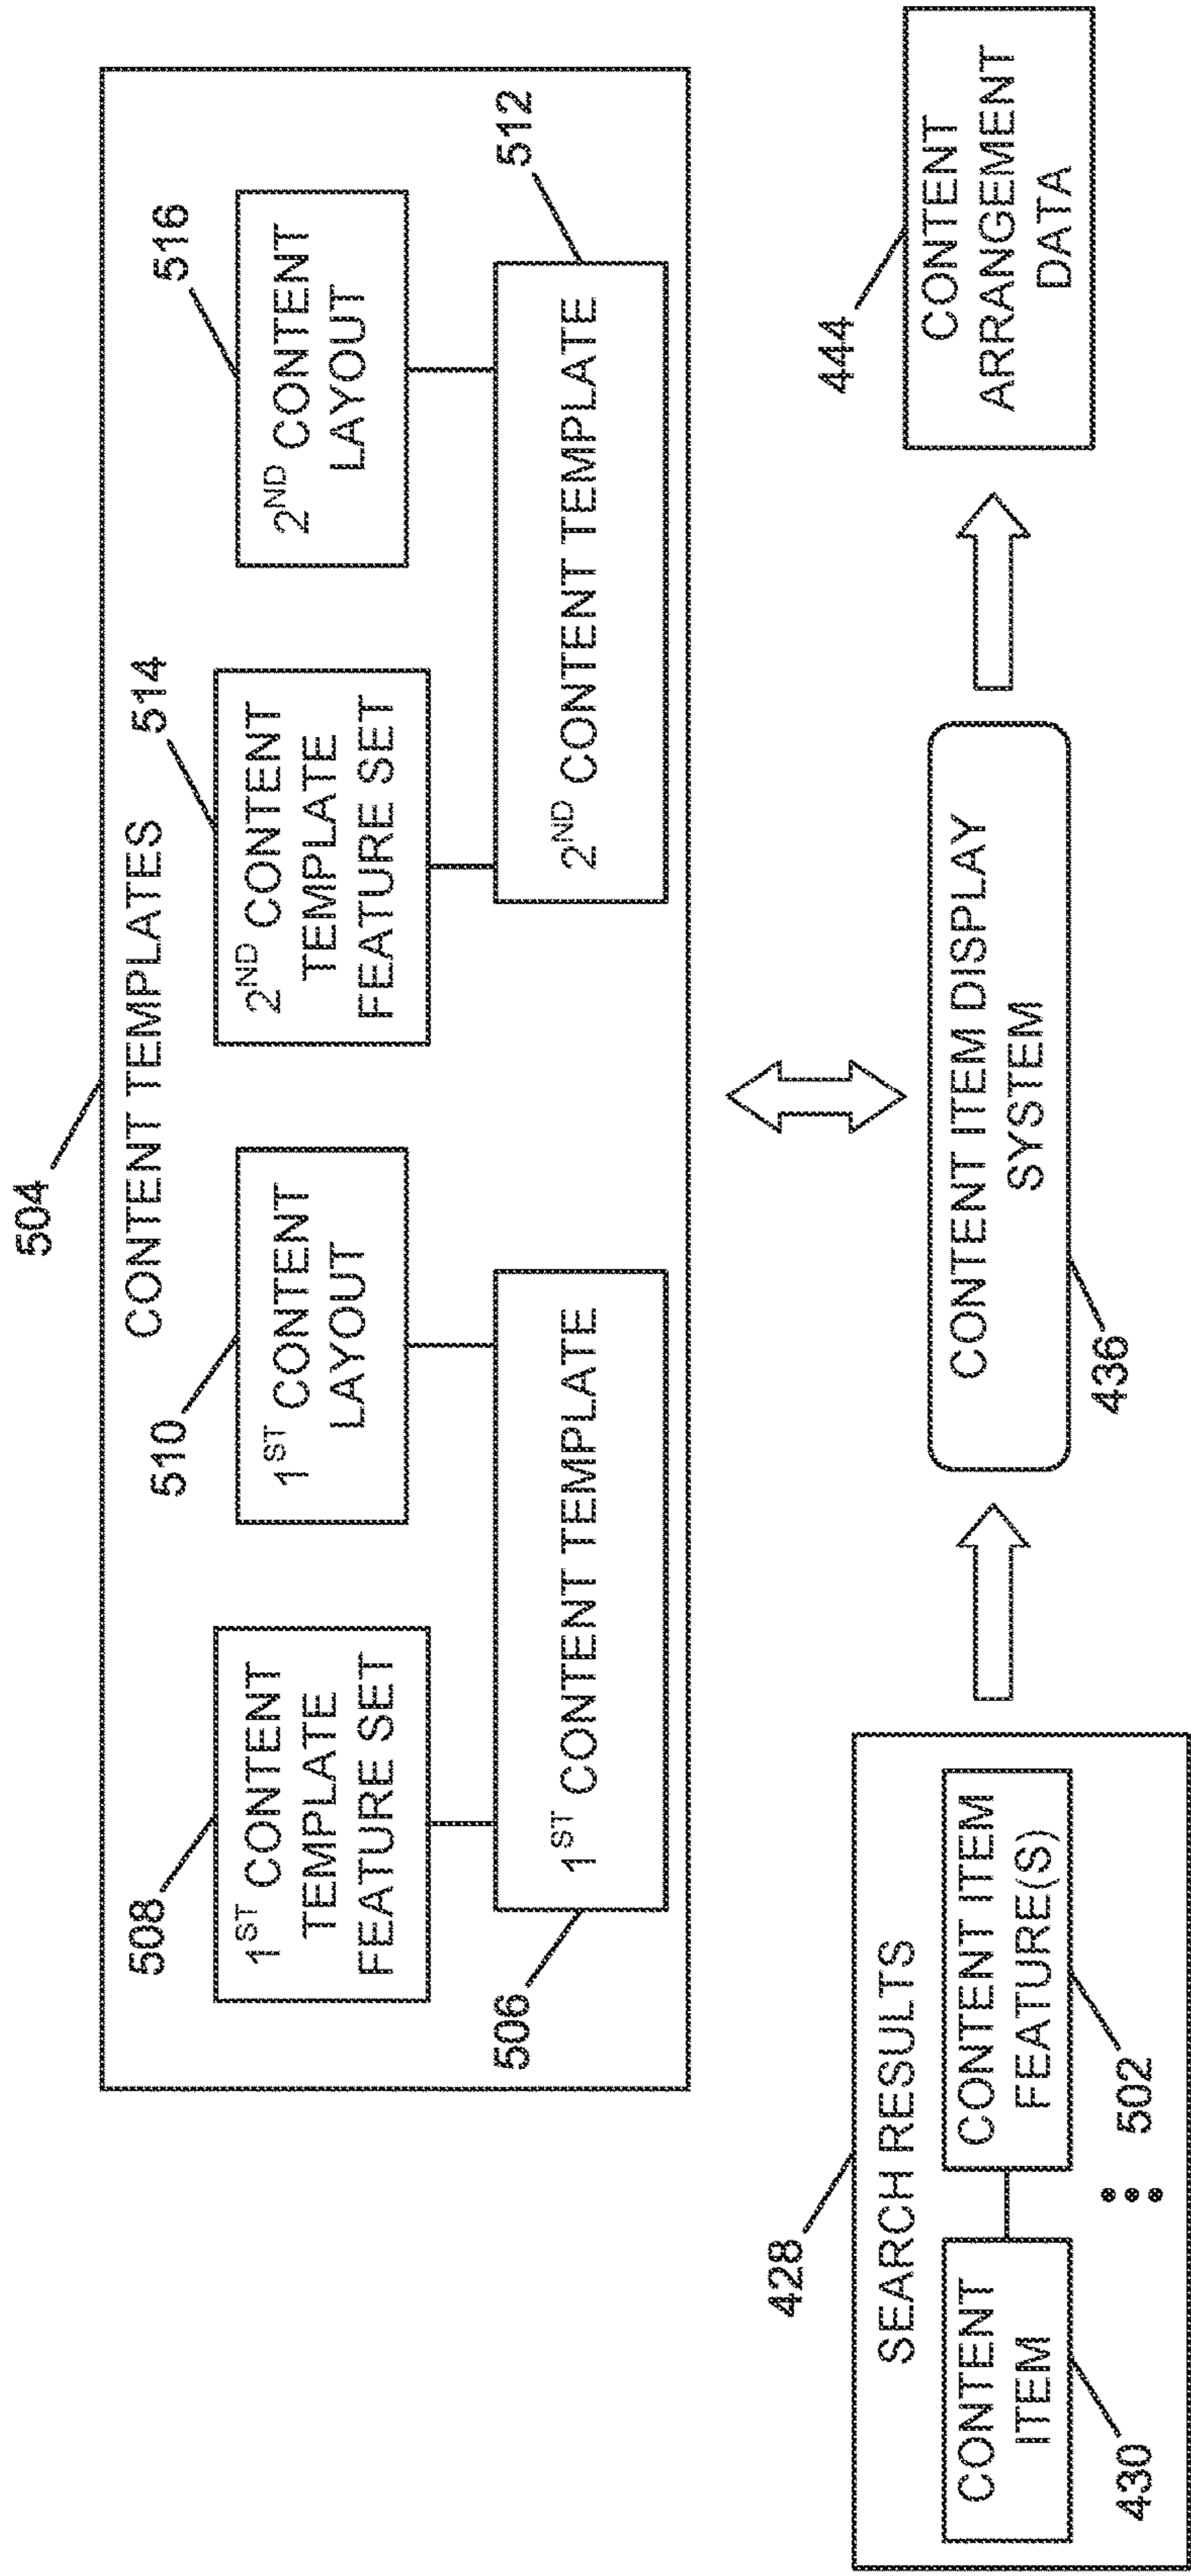 504
CONTENT TEMPLATES
508
1ST CONTENT
TEMPLATE
FEATURE SET
510
1ST CONTENT
LAYOUT
514
2ND CONTENT
TEMPLATE
FEATURE SET
516
2ND CONTENT
LAYOUT
506
1ST CONTENT TEMPLATE
2ND CONTENT TEMPLATE
512
428
SEARCH RESULTS
CONTENT
ITEM
430
CONTENT ITEM
FEATURE(S)
502
CONTENT ITEM DISPLAY
SYSTEM
436
444
CONTENT
ARRANGEMENT
DATA